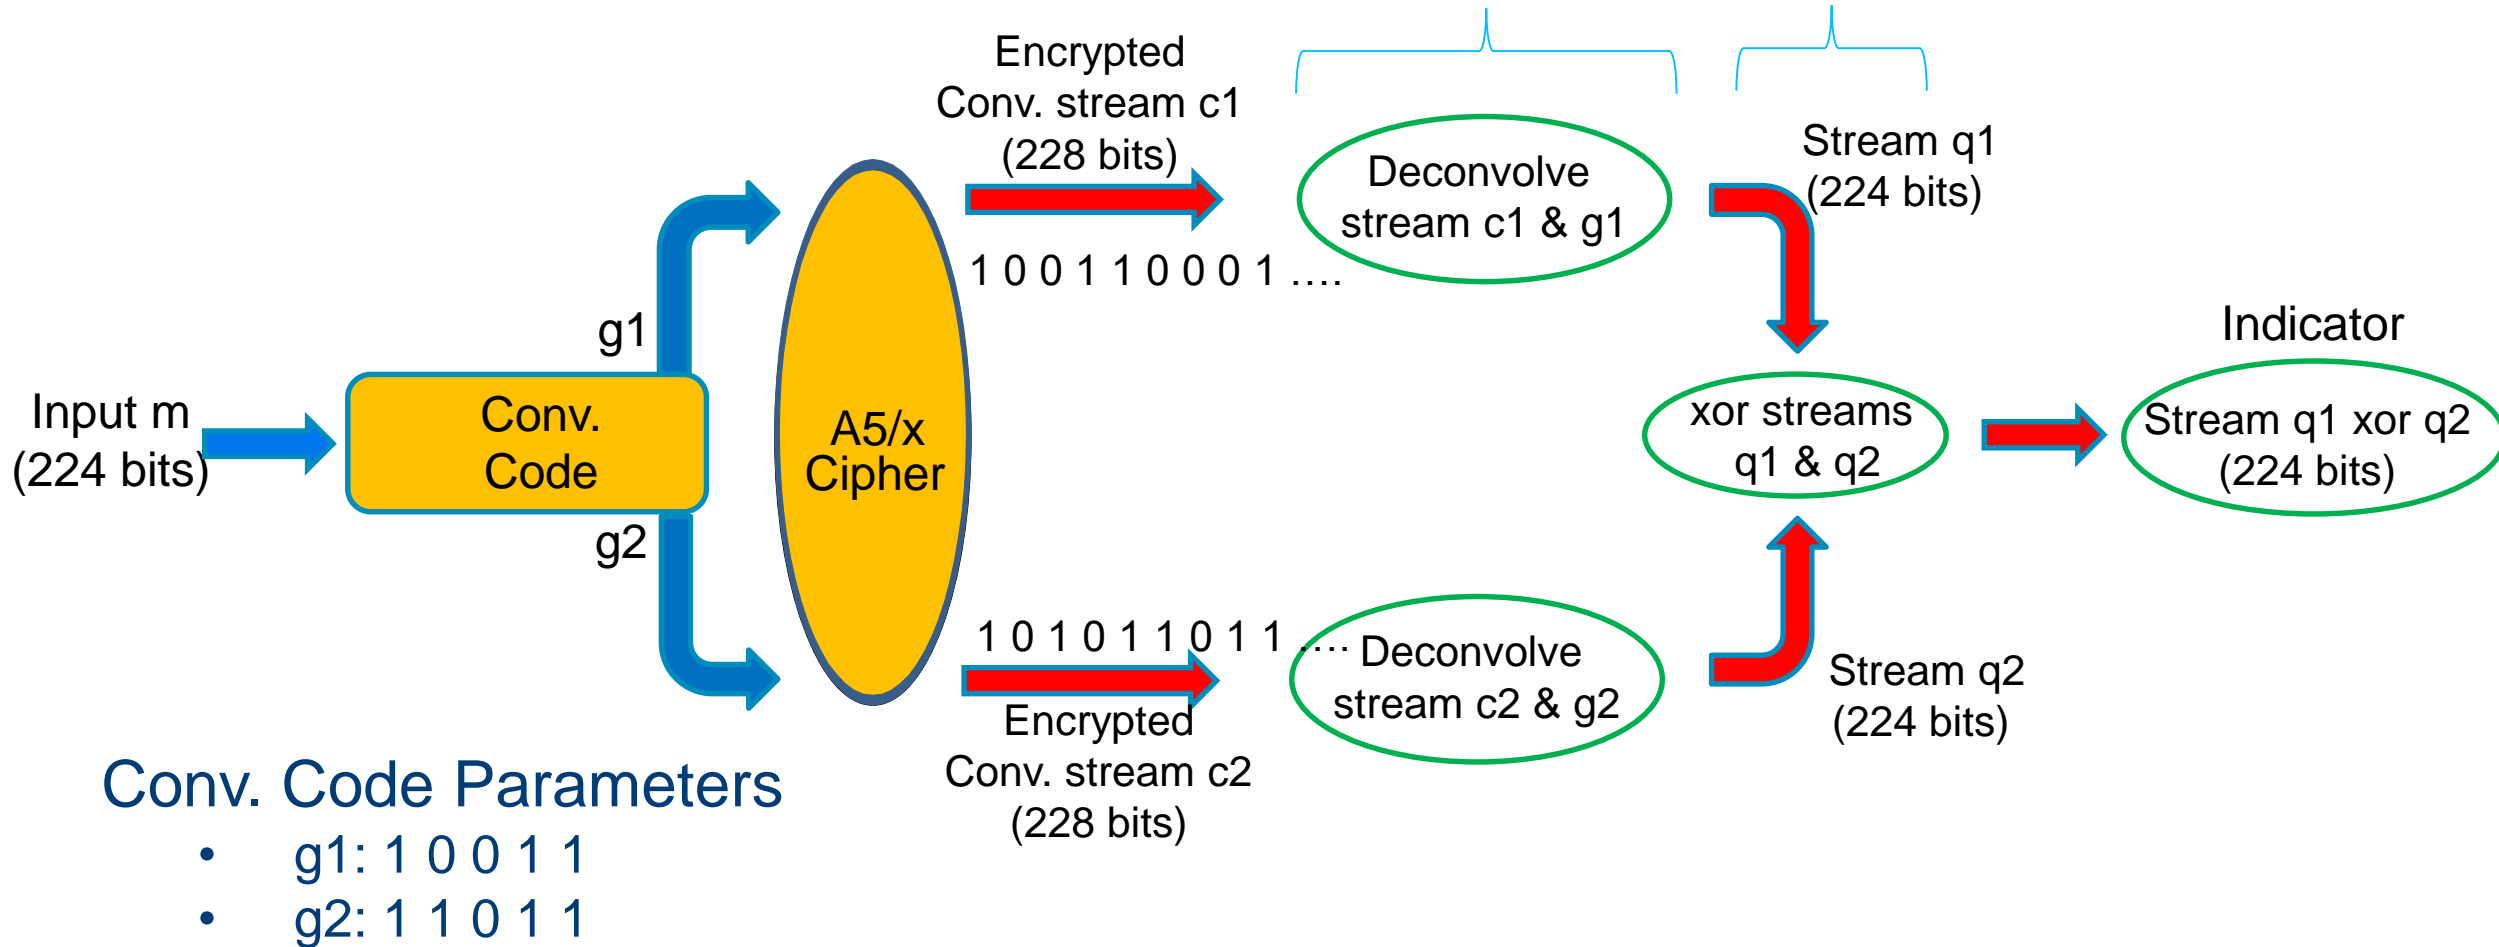 Encrypted
Conv. stream c1
(228 bits)
1 0 0 1 1 0 0 0 1 ....
Deconvolve
stream c1 & g1
Stream q1
(224 bits)
g1
Input m
(224 bits)
Conv.
Code
g2
A5/x
Cipher
xor streams
q1 & q2
Indicator
Stream q1 xor q2
(224 bits)
1 0 1 0 1 1 0 1 1 ....
Encrypted
Conv. stream c2
(228 bits)
Deconvolve
stream c2 & g2
Stream q2
(224 bits)
Conv. Code Parameters
• g1: 1 0 0 1 1
• g2: 1 1 0 1 1